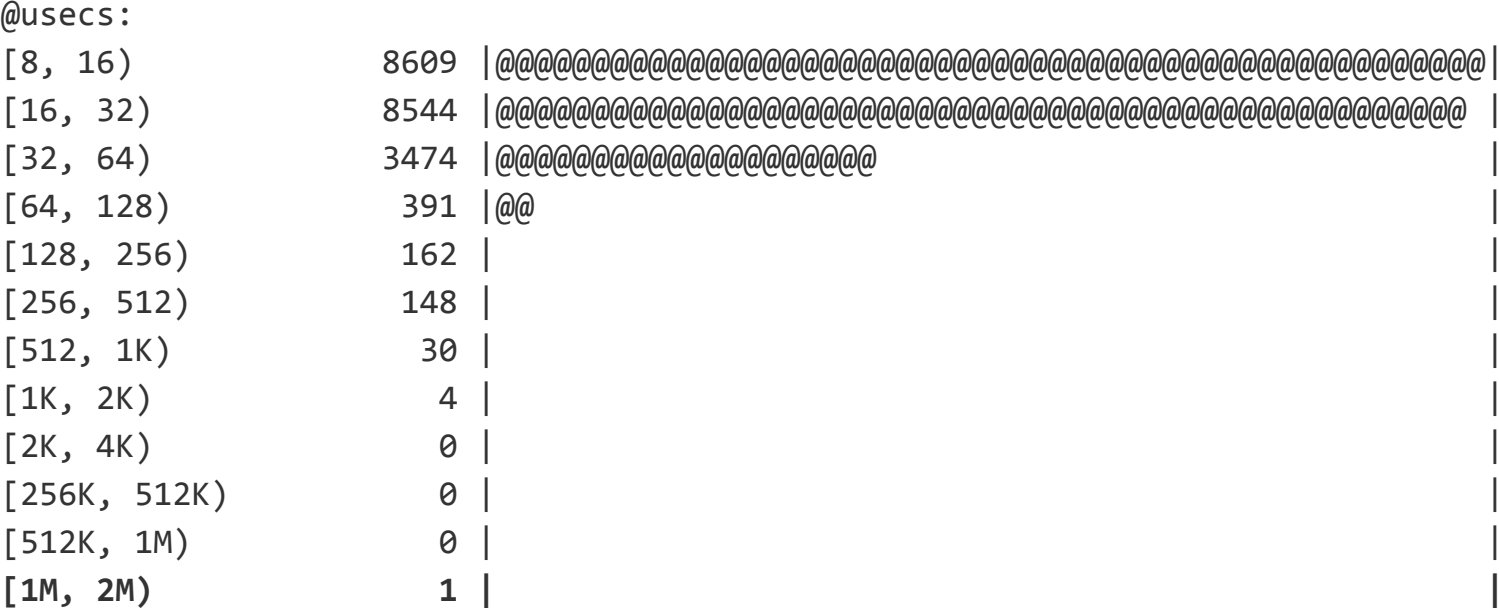 @usecs:
[8, 16) 8609 |@@@@@@@@@@@@@@@@@@@@@@@@@@@@@@@@@@@@@@@@@@@@@@@@@@@@|
[16, 32) 8544 |@@@@@@@@@@@@@@@@@@@@@@@@@@@@@@@@@@@@@@@@@@@@@@@@@@@ |
[32, 64) 3474 |@@@@@@@@@@@@@@@@@@@@ |
[64, 128) 391 |@@ |
[128, 256) 162 | |
[256, 512) 148 | |
[512, 1K) 30 | |
[1K, 2K) 4 | |
[2K, 4K) 0 | |
[256K, 512K) 0 | |
[512K, 1M) 0 | |
[1M, 2M) 1 | |